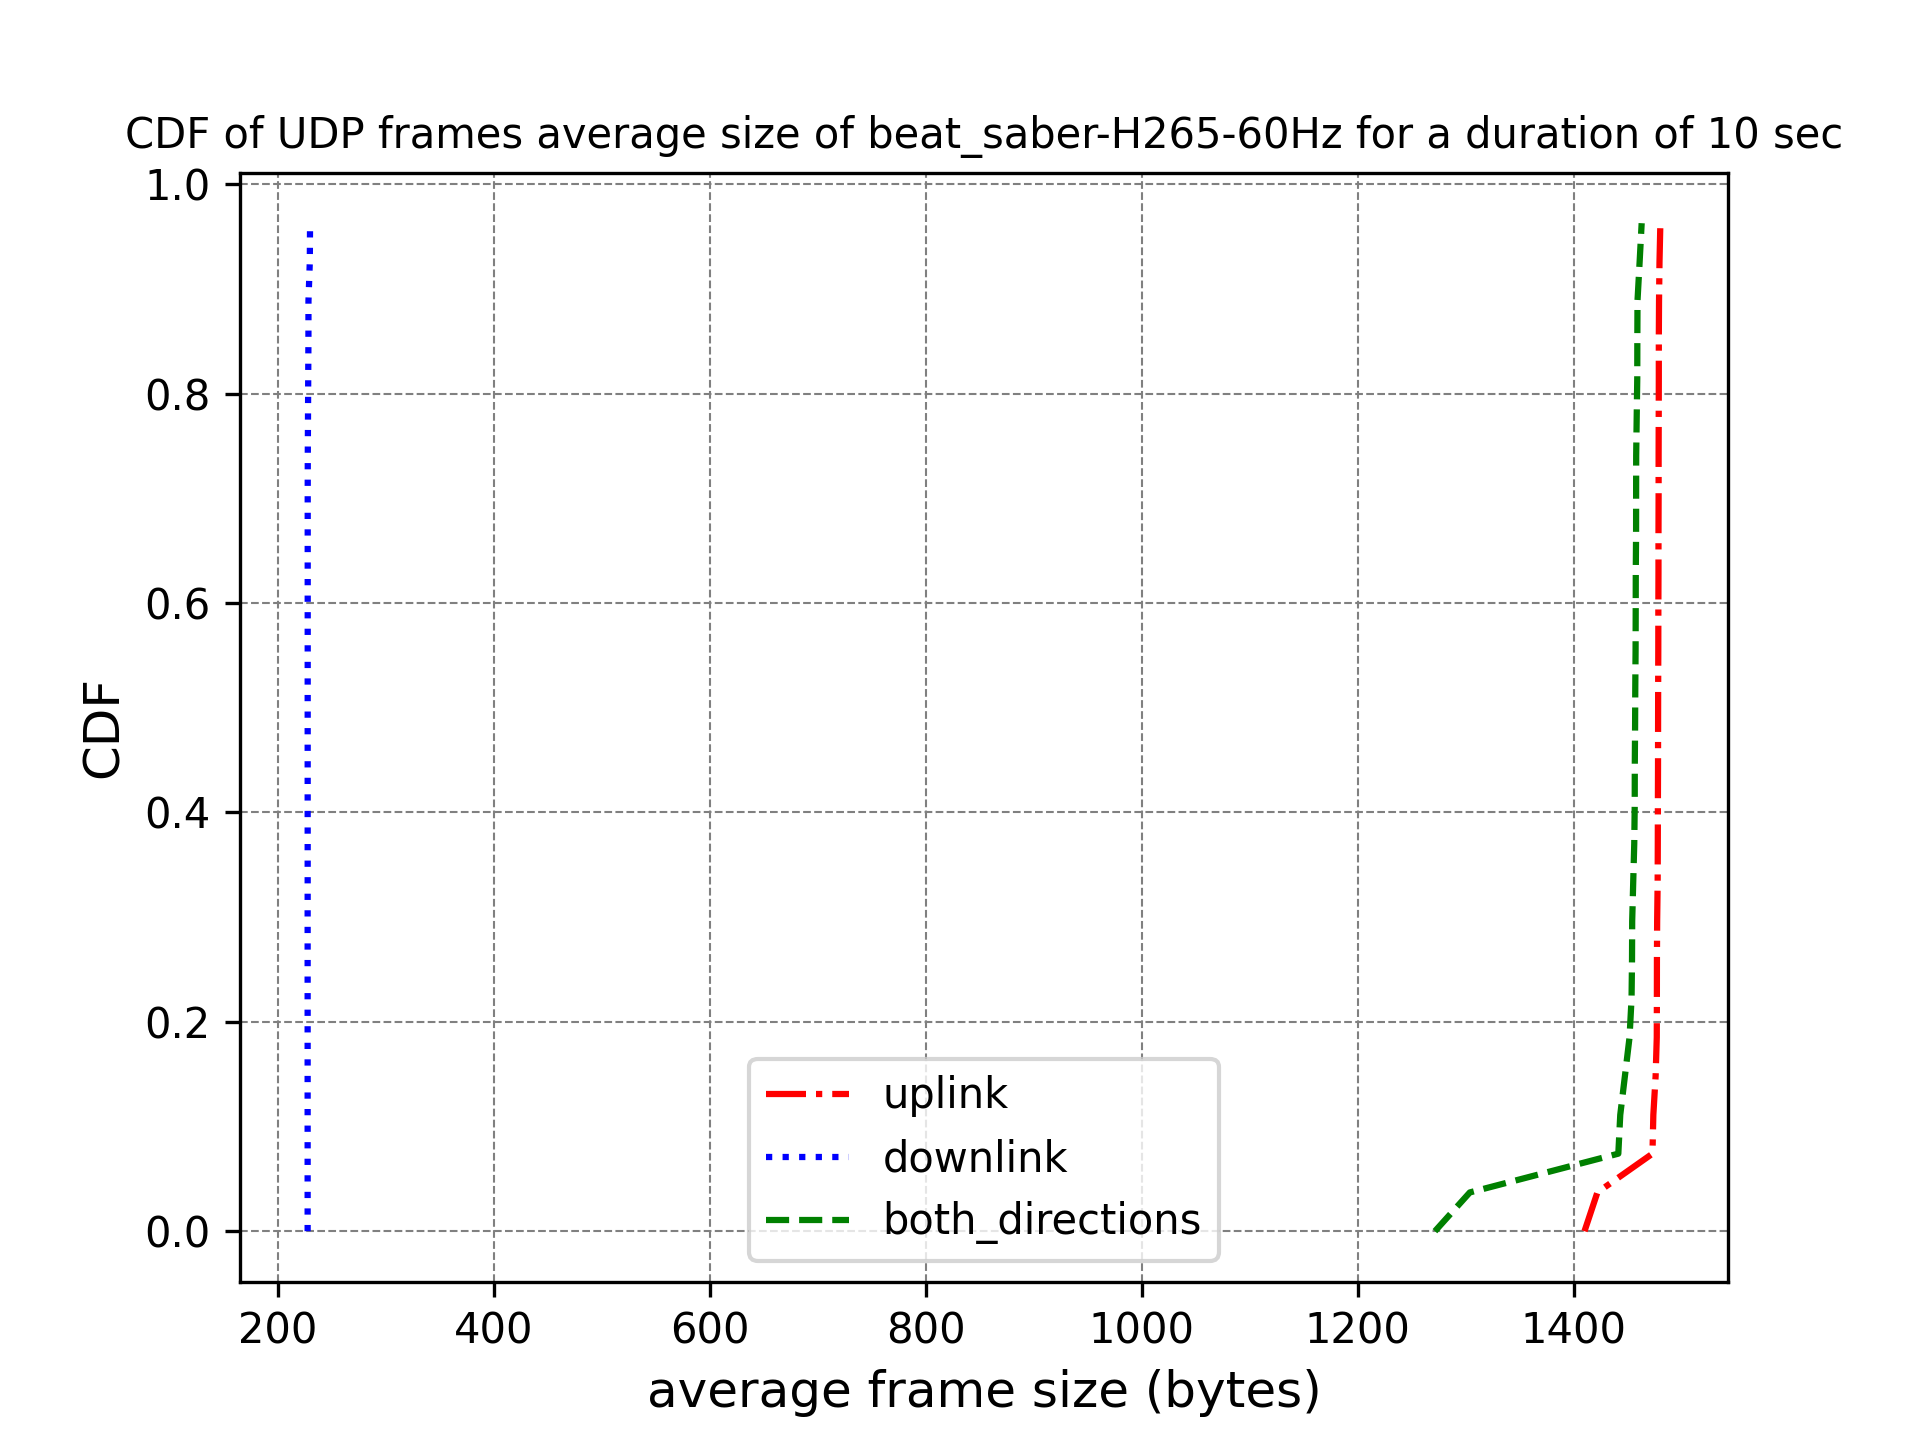 CDF of UDP frames average size of beat_saber-H265-60Hz for a duration of 10 sec
1.0
0.8
0.6
0.4
0.2
0.0
CDF
uplink
downlink
both_directions
200 400 600 800 1000 1200 1400
average frame size (bytes)